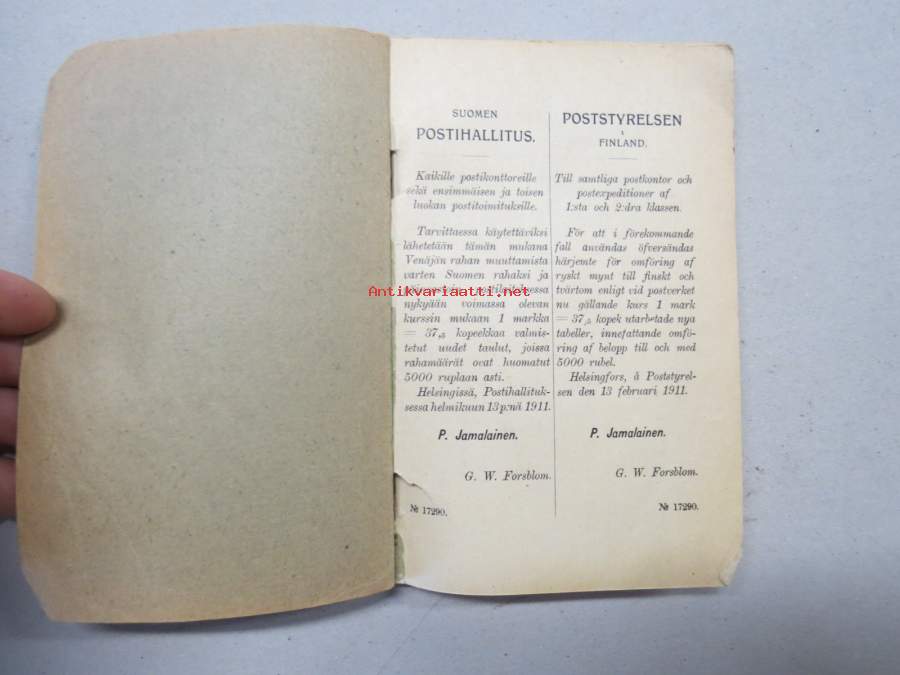 SUOMEN
POSTIHALLITUS.
Kaikille postikonttoreille
sekä ensimmäisen ja toisen
luokan postitoimituksille.
Tarvittaessa käytettäviksi
lähetetään tämän mukana
Venäjän rahan muuttamista
varten Suomen rahaksi ja
nykyään voimassa olevan
kurssin mukaan 1 markka
= 37,5 kopeekkaa valmis-
tetut uudet taulut, joissa
rahamäärät ovat huomatut
5000 ruplaan asti.
Helsingissä, Postihallituk-
sessa helmikuun 13 p:nä 1911.
P. Jamalainen.
G. W. Forsblom.
№ 17290.
POSTSTYRELSEN
i
FINLAND.
Till samtliga postkontor och
postexpeditioner af
1:sta och 2:dra klassen.
För att i förekommande
fall användas öfversändas
härjemte för omföring af
ryskt mynt till finskt och
tvärtom enligt vid postverket
nu gällande kurs 1 mark
= 37,5 kopek utarbetade nya
tabeller, innefattande omfö-
ring af belopp till och med
5000 rubel.
Helsingfors, å Poststyrel-
sen den 13 februari 1911.
P. Jamalainen.
G. W. Forsblom.
№ 17290.
Antikvariaatti.net